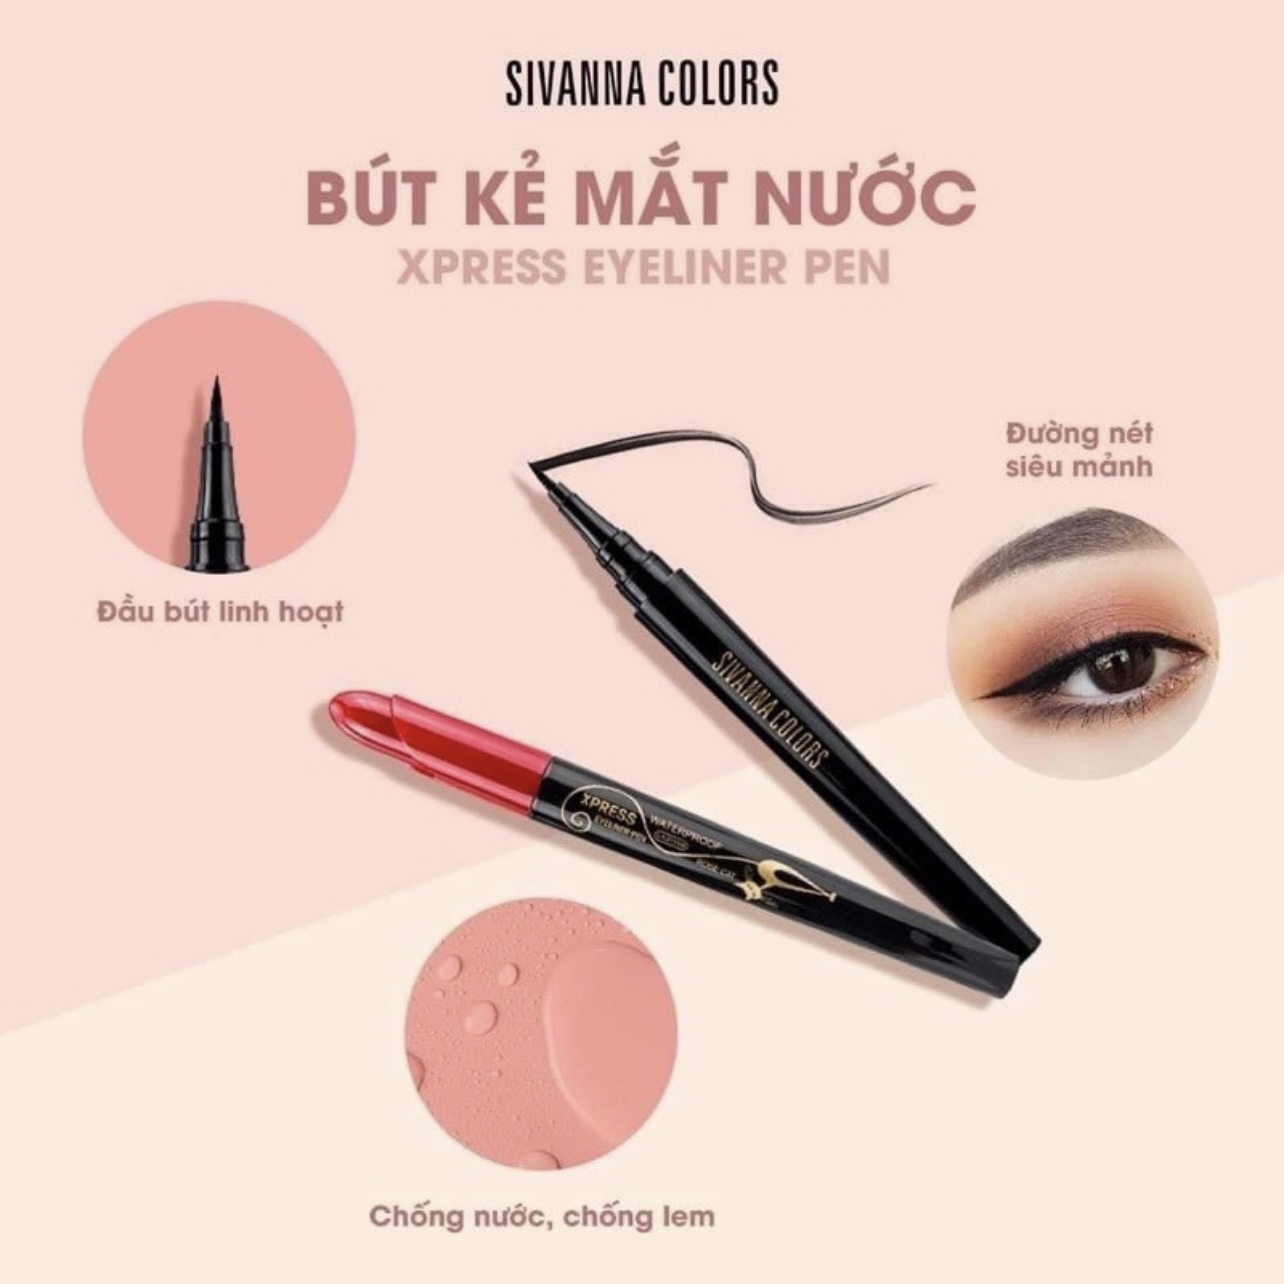 SIVANNA COLORS
BÚT KẺ MẮT NƯỚC
XPRESS EYELINER PEN
Đường nét
siêu mảnh
Đầu bút linh hoạt
SIVANNA COLORS
XPRESS
EYELINER PEN
WATERPROOF
Chống nước, chống lem